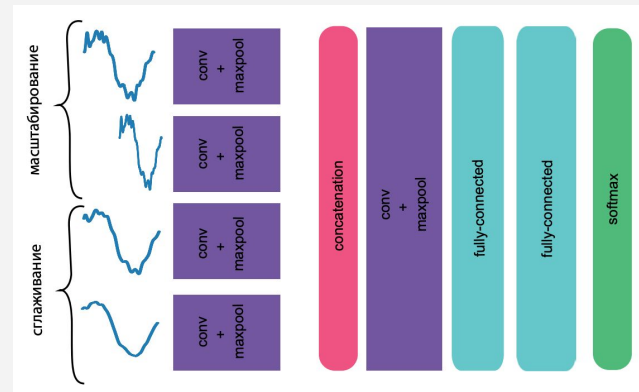 масштабирование
сглаживание
conv
+
maxpool
conv
+
maxpool
conv
+
maxpool
conv
+
maxpool
concatenation
conv
+
maxpool
fully-connected
fully-connected
softmax